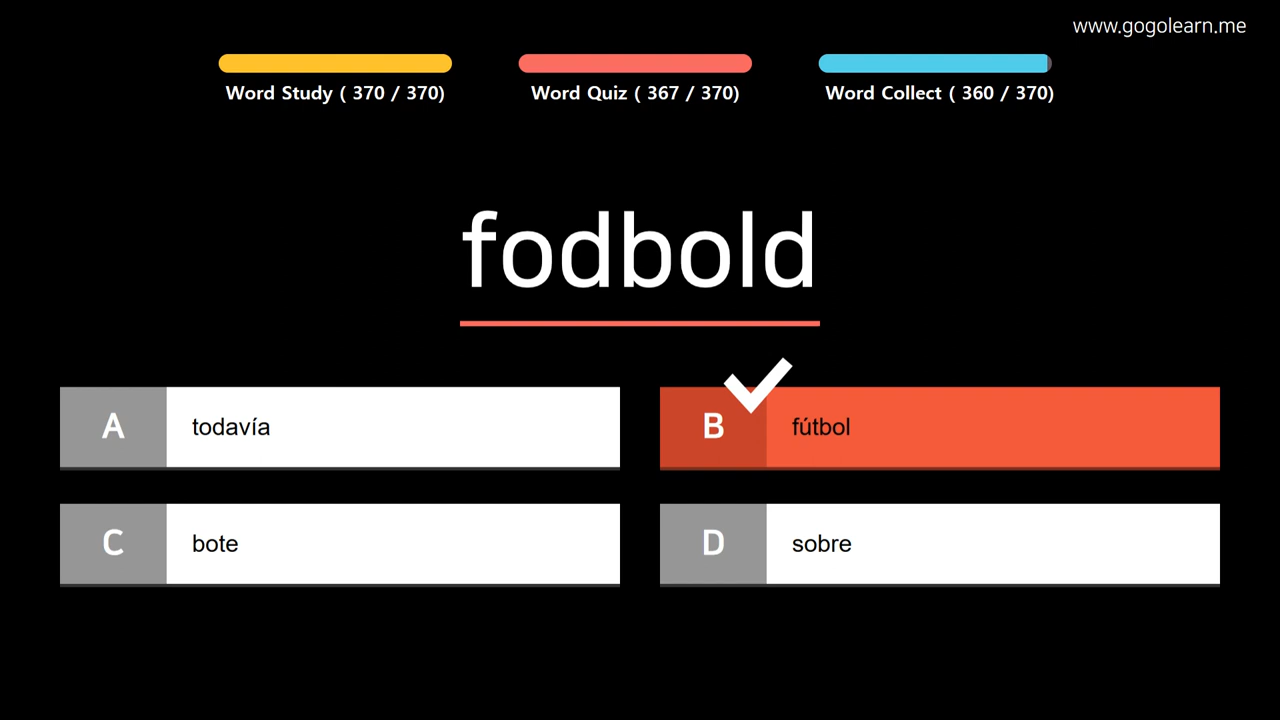 www.gogolearn.me
Word Study ( 370 / 370)
Word Quiz ( 367 / 370)
Word Collect ( 360 / 370)
fodbold
A todavía
B fútbol
C bote
D sobre